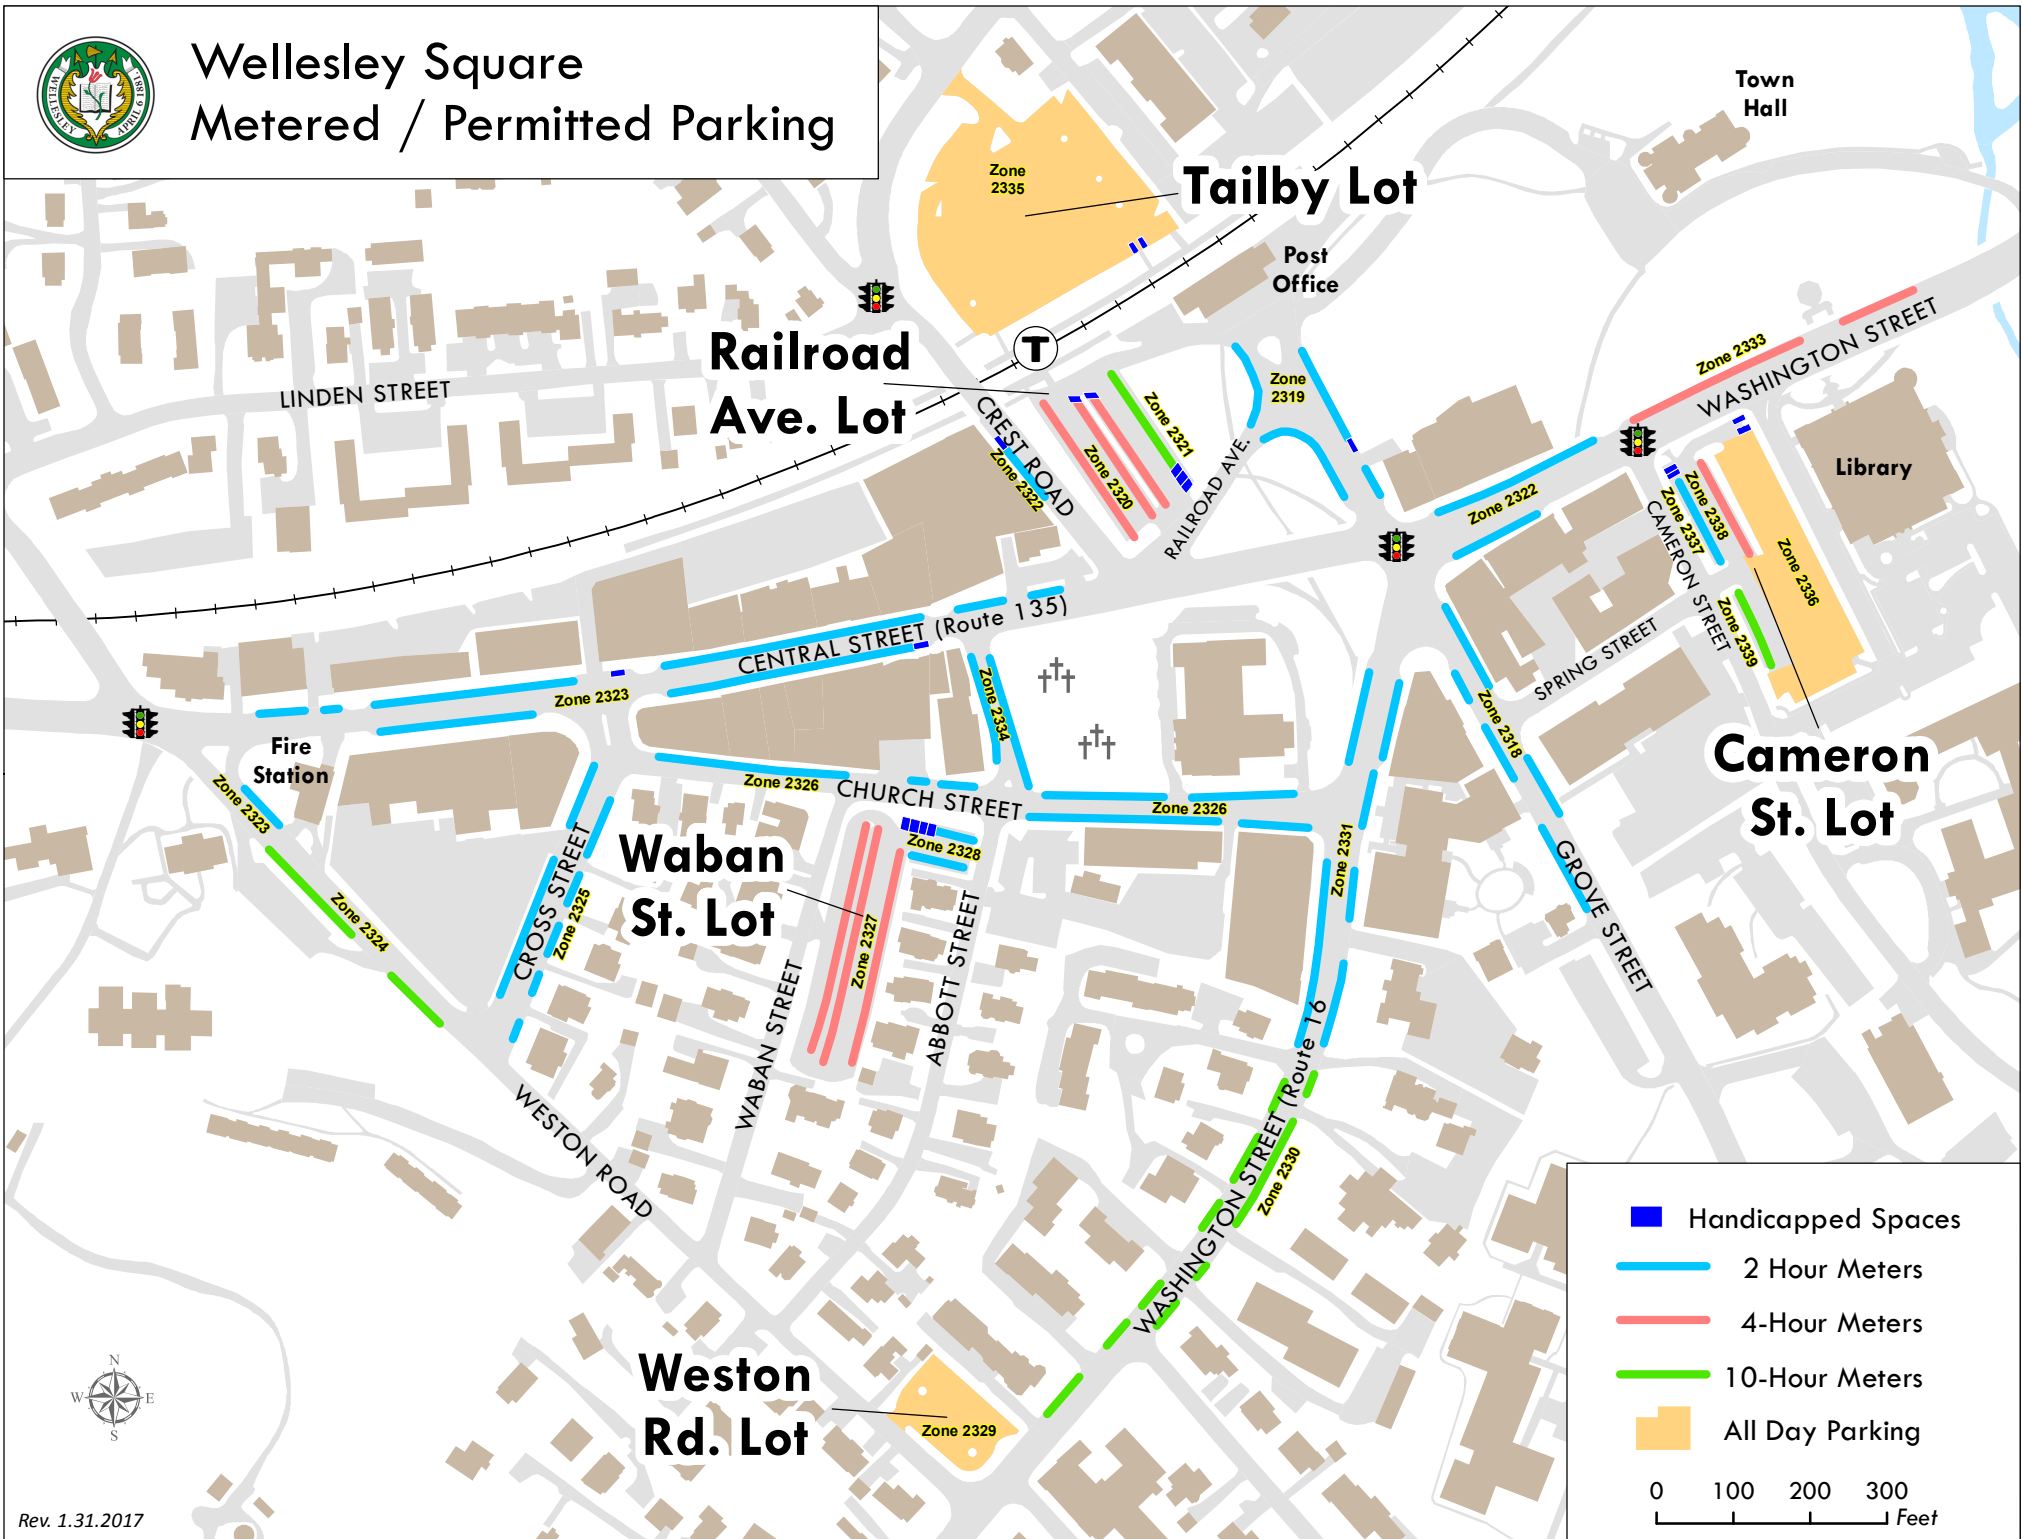 Wellesley Square
Metered / Permitted Parking
WELLESLEY
APRIL 6 1881
Town
Hall
Zone
2335
Tailby Lot
Post
Office
T
Railroad
Ave. Lot
LINDEN STREET
CREST ROAD
Zone 2322
Zone 2320
Zone 2321
RAILROAD AVE.
Zone
2319
Zone 2333
WASHINGTON STREET
Library
Zone 2322
Zone 2338
Zone 2337
CAMERON STREET
Zone 2336
Zone 2339
SPRING STREET
CENTRAL STREET (Route 135)
Zone 2323
Zone 2334
Zone 2318
Fire
Station
Zone 2323
Zone 2326
CHURCH STREET
Zone 2326
Cameron
St. Lot
Zone 2324
CROSS STREET
Zone 2325
Waban
St. Lot
Zone 2328
Zone 2327
Zone 2331
GROVE STREET
WABAN STREET
ABBOTT STREET
WESTON ROAD
WASHINGTON STREET (Route 16
Zone 2330
Weston
Rd. Lot
Zone 2329
N
W E
S
Handicapped Spaces
2 Hour Meters
4-Hour Meters
10-Hour Meters
All Day Parking
0 100 200 300
Feet
Rev. 1.31.2017